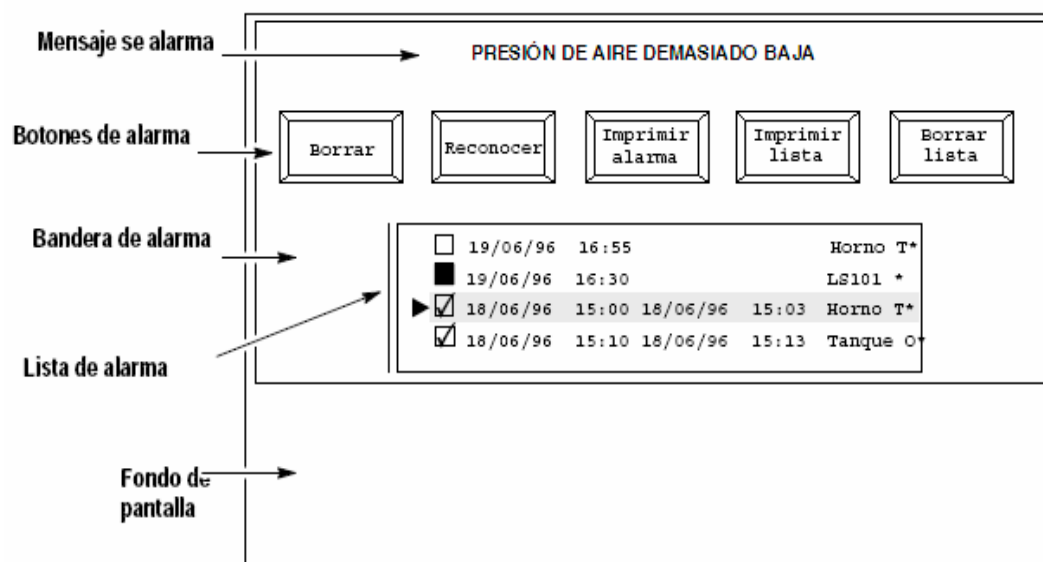 Mensaje se alarma
PRESIÓN DE AIRE DEMASIADO BAJA
Botones de alarma
Borrar
Reconocer
Imprimir
alarma
Imprimir
lista
Borrar
lista
Bandera de alarma
19/06/96 16:55 Horno T*
19/06/96 16:30 LS101 *
18/06/96 15:00 18/06/96 15:03 Horno T*
18/06/96 15:10 18/06/96 15:13 Tanque O*
Lista de alarma
Fondo de
pantalla